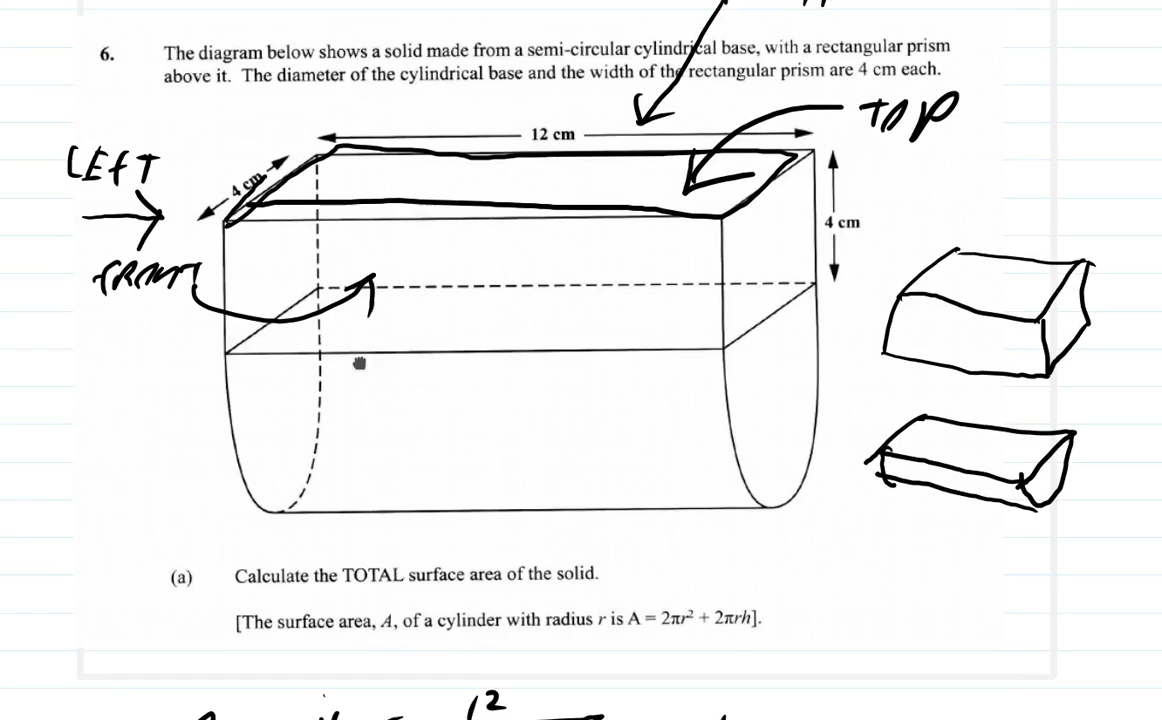 6. The diagram below shows a solid made from a semi-circular cylindrical base, with a rectangular prism
above it. The diameter of the cylindrical base and the width of the rectangular prism are 4 cm each.
TOP
12 cm
LEFT
4 cm
4 cm
FRONT
(a) Calculate the TOTAL surface area of the solid.
[The surface area, A, of a cylinder with radius r is A = 2πr² + 2πrh].
12